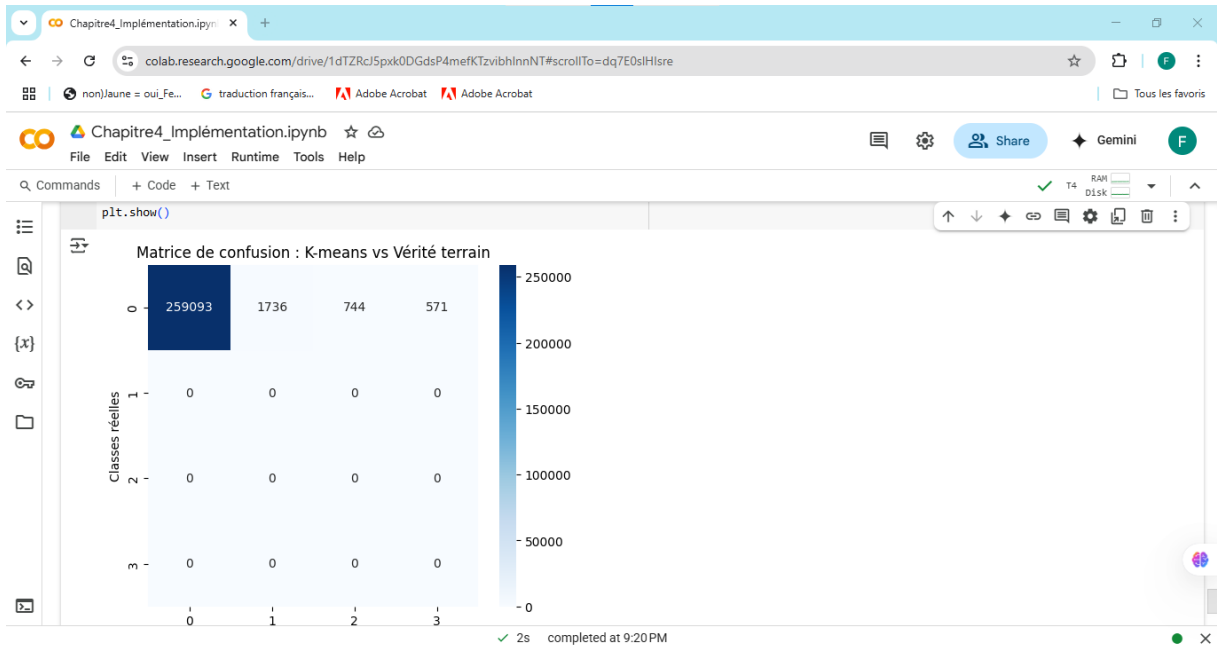 Chapitre4_Implémentation.ipyn
colab.research.google.com/drive/1dTZRcJ5pxk0DGdsP4mefKTzvibhlnnNT#scrollTo=dq7E0slHIsre
non)Jaune = oui_Fe...
traduction français...
Adobe Acrobat
Adobe Acrobat
Tous les favoris
CO
Chapitre4_Implémentation.ipynb
Share
Gemini
F
File Edit View Insert Runtime Tools Help
Commands
+ Code + Text
T4
RAM
Disk
plt.show()
Matrice de confusion : K-means vs Vérité terrain
0 259093 1736 744 571
1 0 0 0 0
2 0 0 0 0
3 0 0 0 0
Classes réelles
0 1 2 3
250000
200000
150000
100000
50000
0
2s completed at 9:20 PM